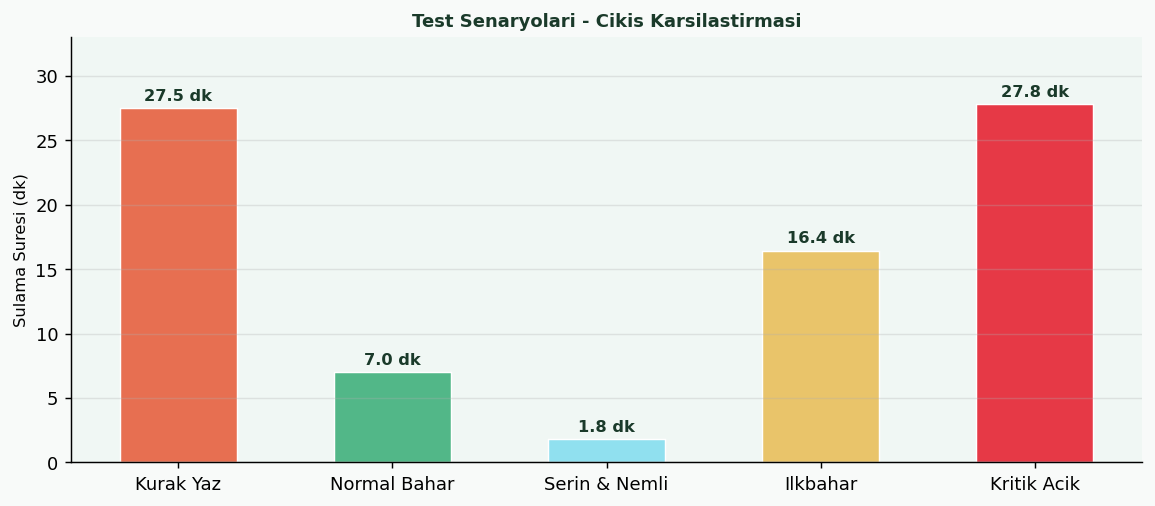 Test Senaryolari - Cikis Karsilastirmasi
Sulama Suresi (dk)
30
25
20
15
10
5
0
27.5 dk
7.0 dk
1.8 dk
16.4 dk
27.8 dk
Kurak Yaz
Normal Bahar
Serin & Nemli
Ilkbahar
Kritik Acik